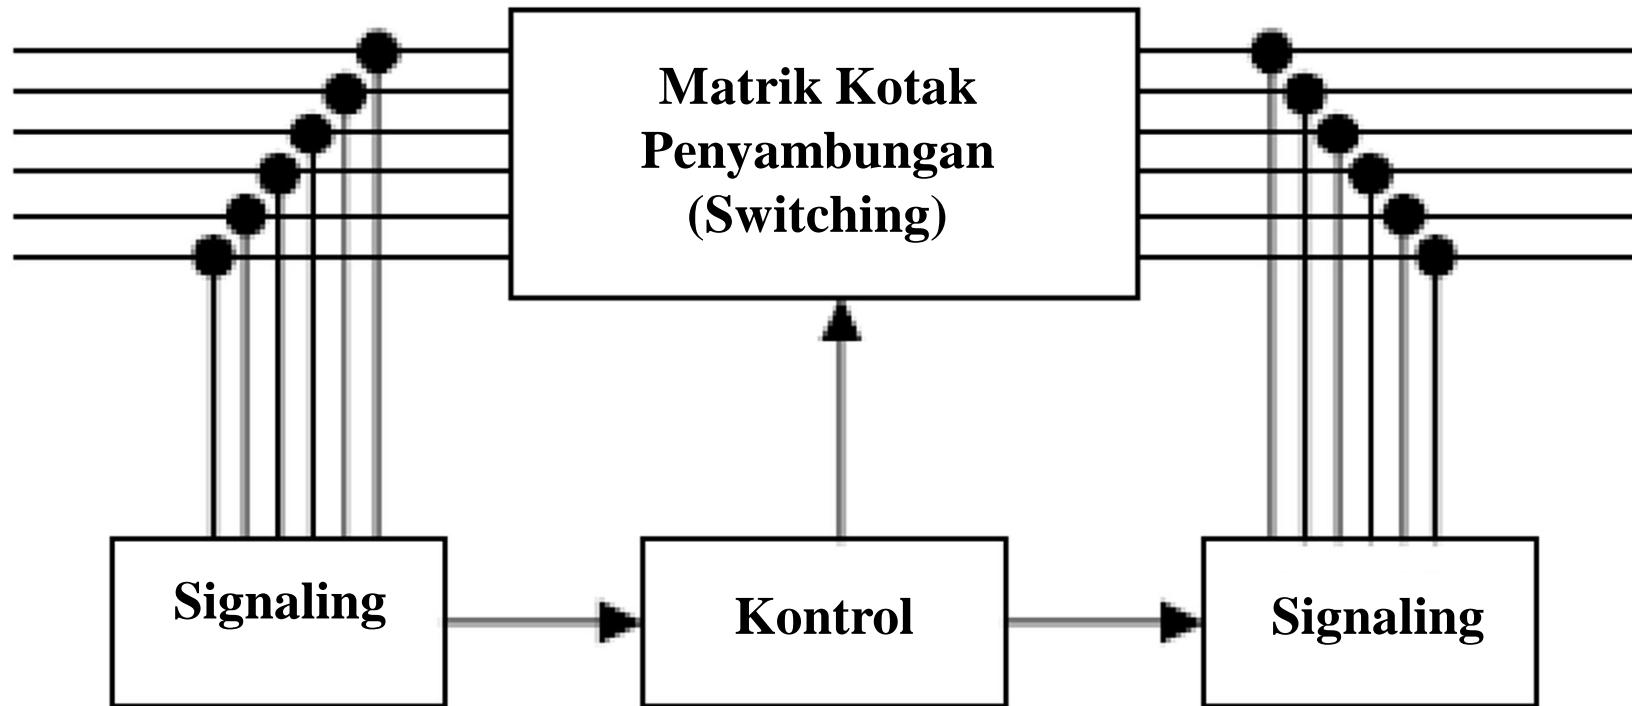 Matrik Kotak
Penyambungan
(Switching)
Signaling
Kontrol
Signaling